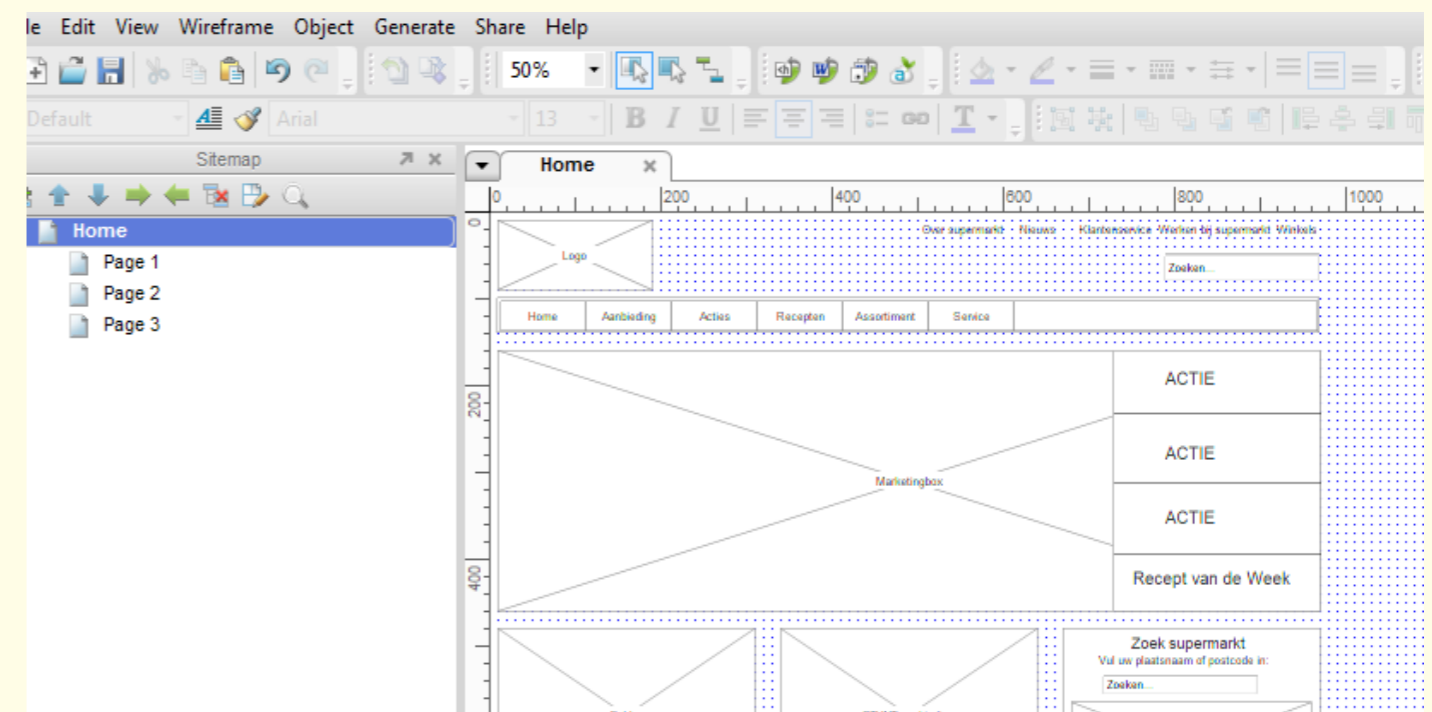 le Edit View Wireframe Object Generate Share Help
50%
Default Arial 13 B I U T
Sitemap
Home
0 200 400 600 800 1000
Home
Page 1
Page 2
Page 3
0
200
400
Over supermarkt Nieuws Klantenservice Werken bij supermarkt Winkels
Logo
Zoeken...
Home Aanbieding Acties Recepten Assortiment Service
ACTIE
ACTIE
Marketingbox
ACTIE
Recept van de Week
Zoek supermarkt
Vul uw plaatsnaam of postcode in:
Zoeken...